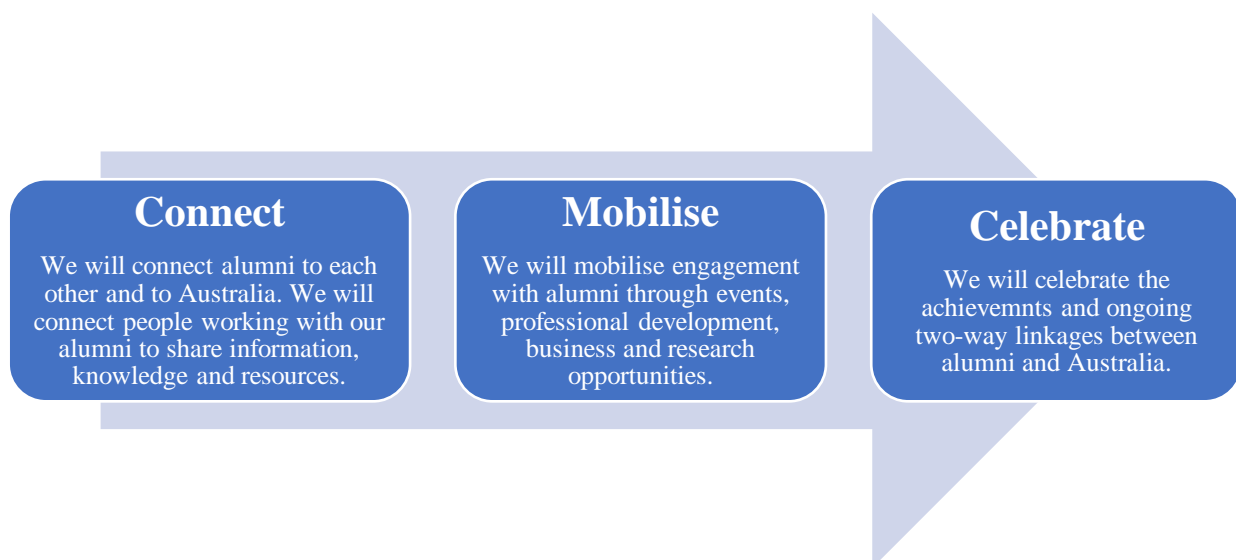 Connect
We will connect alumni to each
other and to Australia. We will
connect people working with our
alumni to share information,
knowledge and resources.
Mobilise
We will mobilise engagement
with alumni through events,
professional development,
business and research
opportunities.
Celebrate
We will celebrate the
achievemnts and ongoing
two-way linkages between
alumni and Australia.